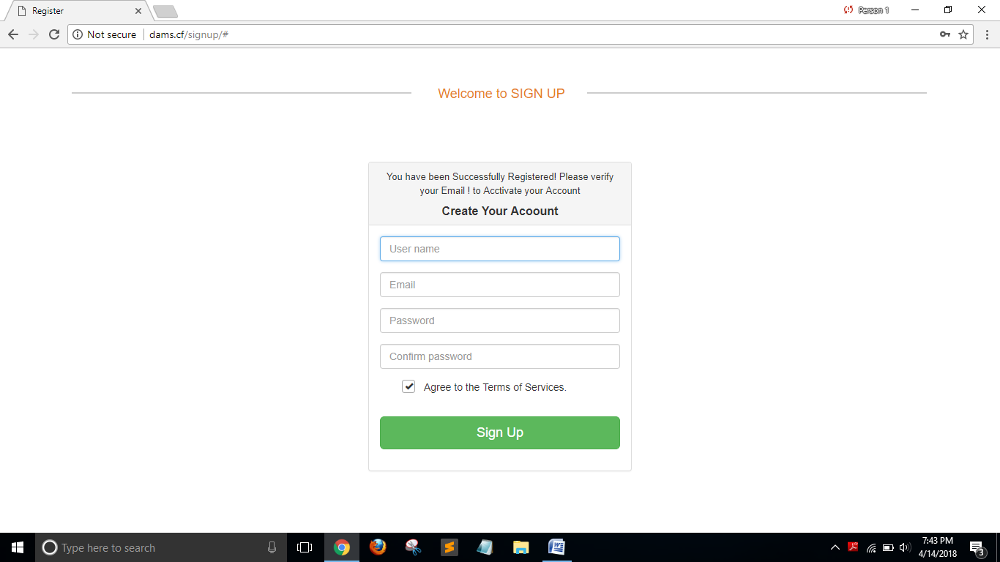 Register
Person 1
Not secure
dams.cf/signup/#
Welcome to SIGN UP
You have been Successfully Registered! Please verify
your Email ! to Acctivate your Account
Create Your Acoount
User name
Email
Password
Confirm password
Agree to the Terms of Services.
Sign Up
Type here to search
7:43 PM
4/14/2018
3